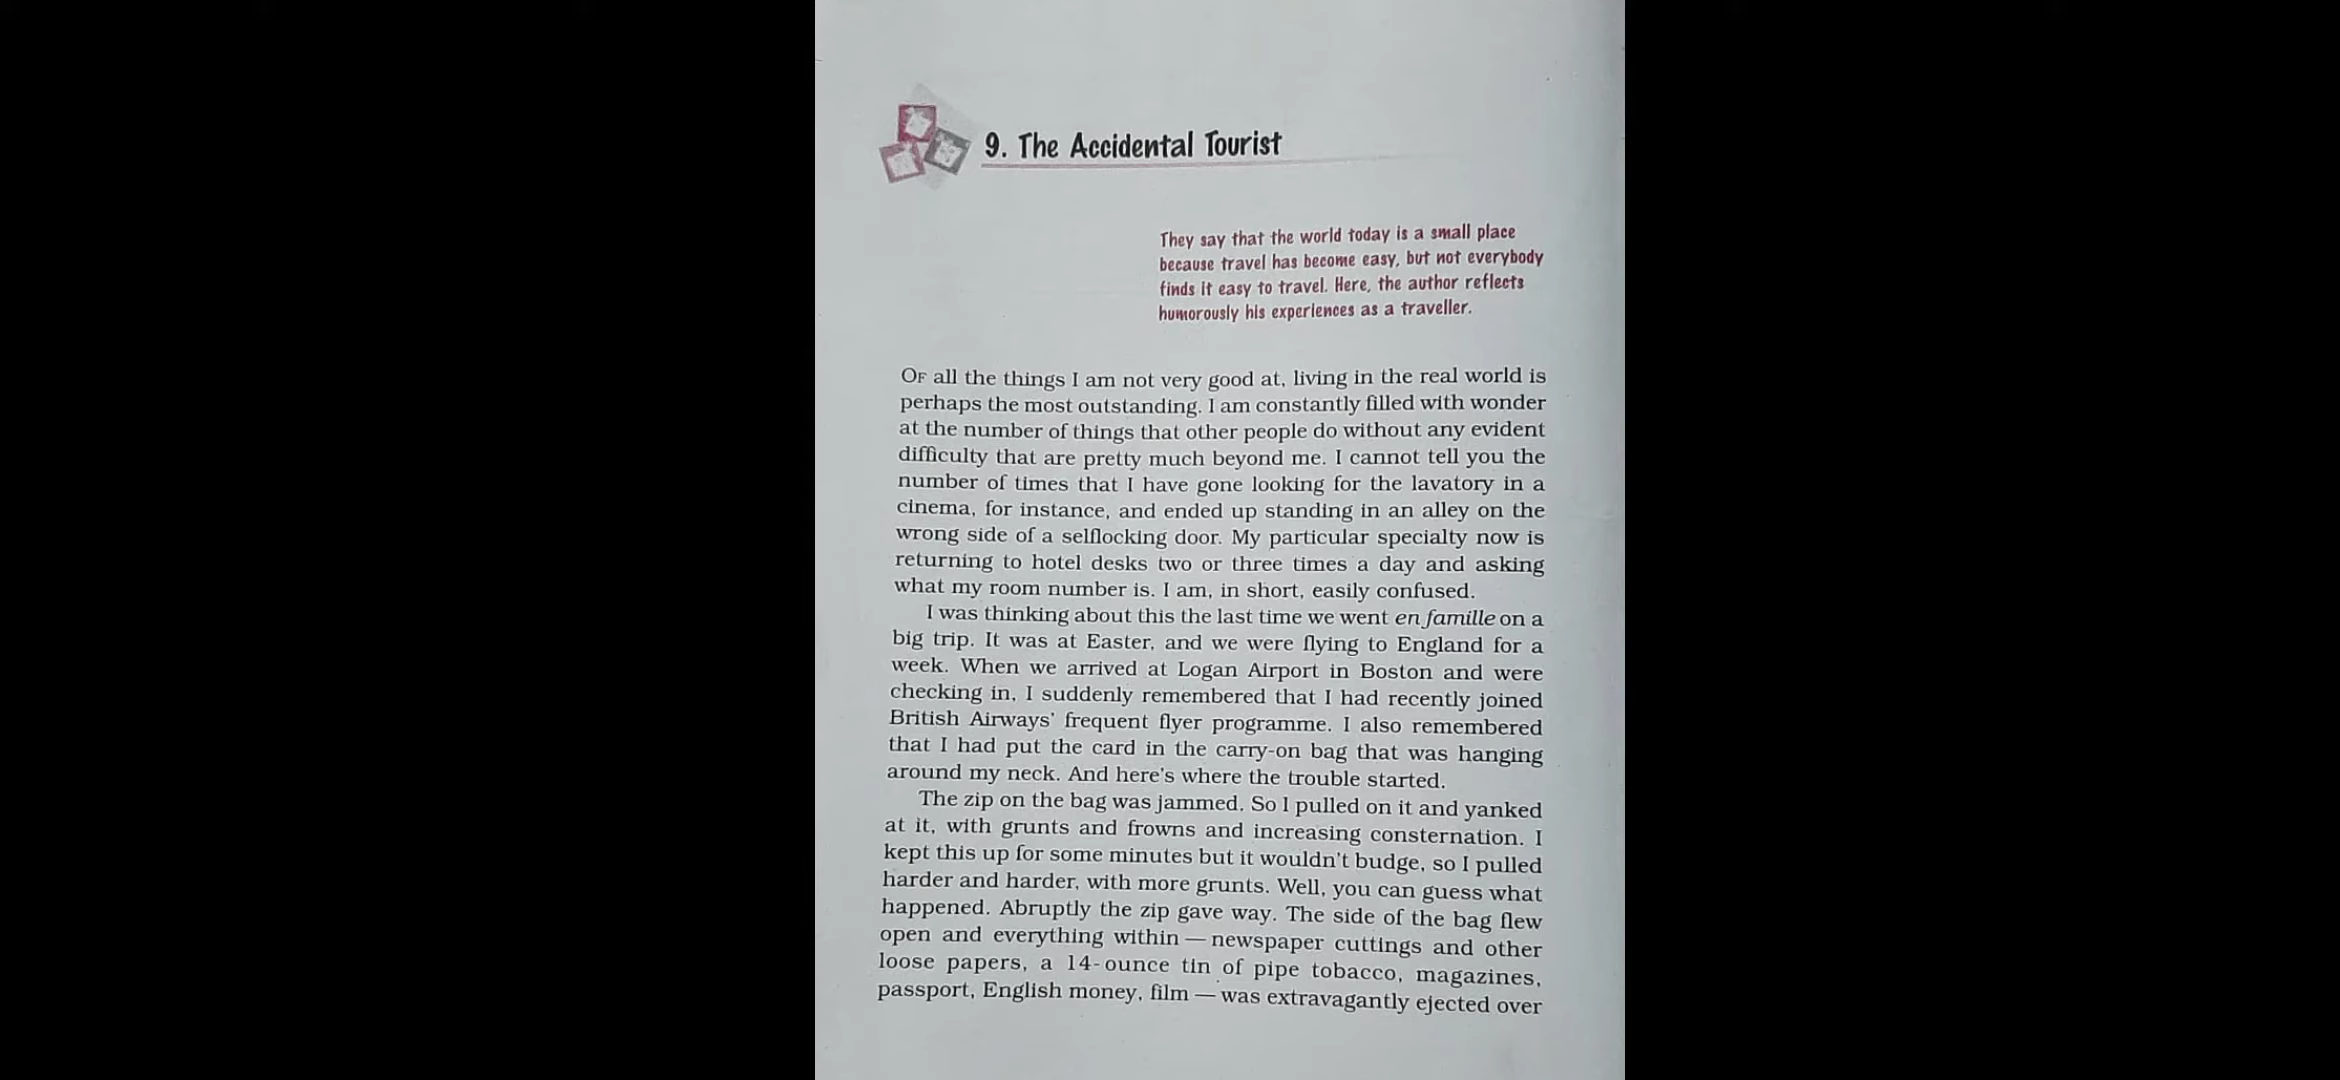 9. The Accidental Tourist
They say that the world today is a small place
because travel has become easy, but not everybody
finds it easy to travel. Here, the author reflects
humorously his experiences as a traveller.
OF all the things I am not very good at, living in the real world is
perhaps the most outstanding. I am constantly filled with wonder
at the number of things that other people do without any evident
difficulty that are pretty much beyond me. I cannot tell you the
number of times that I have gone looking for the lavatory in a
cinema, for instance, and ended up standing in an alley on the
wrong side of a selflocking door. My particular specialty now is
returning to hotel desks two or three times a day and asking
what my room number is. I am, in short, easily confused.
I was thinking about this the last time we went en famille on a
big trip. It was at Easter, and we were flying to England for a
week. When we arrived at Logan Airport in Boston and were
checking in, I suddenly remembered that I had recently joined
British Airways' frequent flyer programme. I also remembered
that I had put the card in the carry-on bag that was hanging
around my neck. And here's where the trouble started.
The zip on the bag was jammed. So I pulled on it and yanked
at it, with grunts and frowns and increasing consternation. I
kept this up for some minutes but it wouldn't budge, so I pulled
harder and harder, with more grunts. Well, you can guess what
happened. Abruptly the zip gave way. The side of the bag flew
open and everything within — newspaper cuttings and other
loose papers, a 14-ounce tin of pipe tobacco, magazines,
passport, English money, film — was extravagantly ejected over